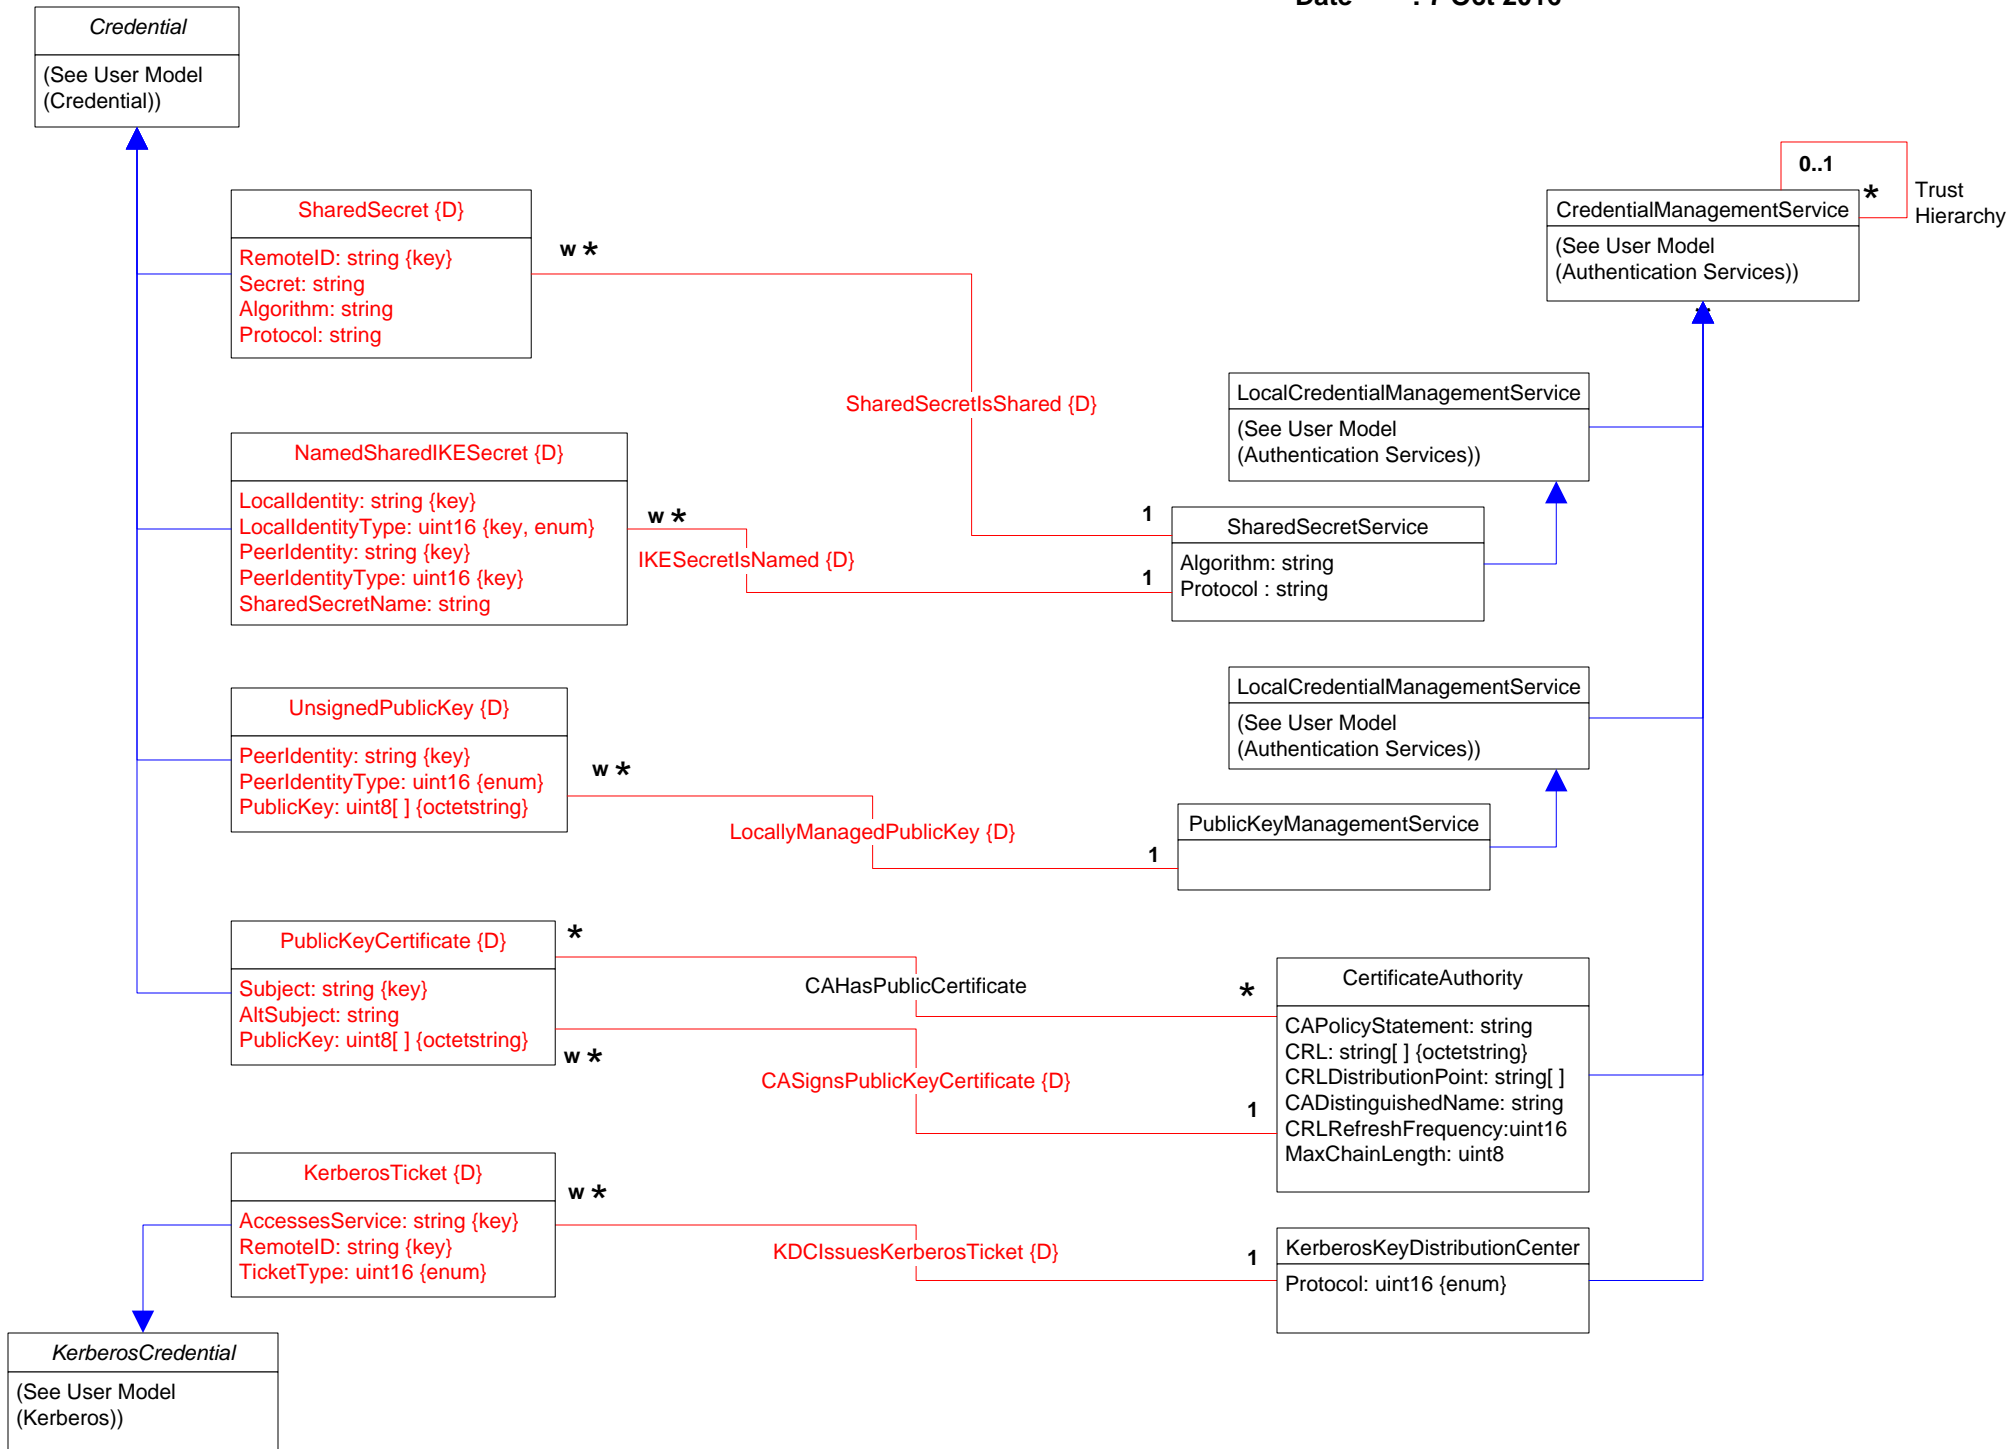 Date : 7 Oct 2016
Credential
(See User Model
(Credential))
0..1
*
Trust
Hierarchy
CredentialManagementService
(See User Model
(Authentication Services))
*
SharedSecret {D}
RemoteID: string {key}
Secret: string
Algorithm: string
Protocol: string
w *
SharedSecretIsShared {D}
LocalCredentialManagementService
(See User Model
(Authentication Services))
NamedSharedIKESecret {D}
LocalIdentity: string {key}
LocalIdentityType: uint16 {key, enum}
PeerIdentity: string {key}
PeerIdentityType: uint16 {key}
SharedSecretName: string
w *
IKESecretIsNamed {D}
1
1
SharedSecretService
Algorithm: string
Protocol : string
UnsignedPublicKey {D}
PeerIdentity: string {key}
PeerIdentityType: uint16 {enum}
PublicKey: uint8[ ] {octetstring}
w *
LocallyManagedPublicKey {D}
1
LocalCredentialManagementService
(See User Model
(Authentication Services))
PublicKeyManagementService
PublicKeyCertificate {D}
Subject: string {key}
AltSubject: string
PublicKey: uint8[ ] {octetstring}
*
CAHasPublicCertificate
*
w *
CASignsPublicKeyCertificate {D}
1
CertificateAuthority
CAPolicyStatement: string
CRL: string[ ] {octetstring}
CRLDistributionPoint: string[ ]
CADistinguishedName: string
CRLRefreshFrequency:uint16
MaxChainLength: uint8
KerberosTicket {D}
AccessesService: string {key}
RemoteID: string {key}
TicketType: uint16 {enum}
w *
KDCIssuesKerberosTicket {D}
1
KerberosKeyDistributionCenter
Protocol: uint16 {enum}
KerberosCredential
(See User Model
(Kerberos))